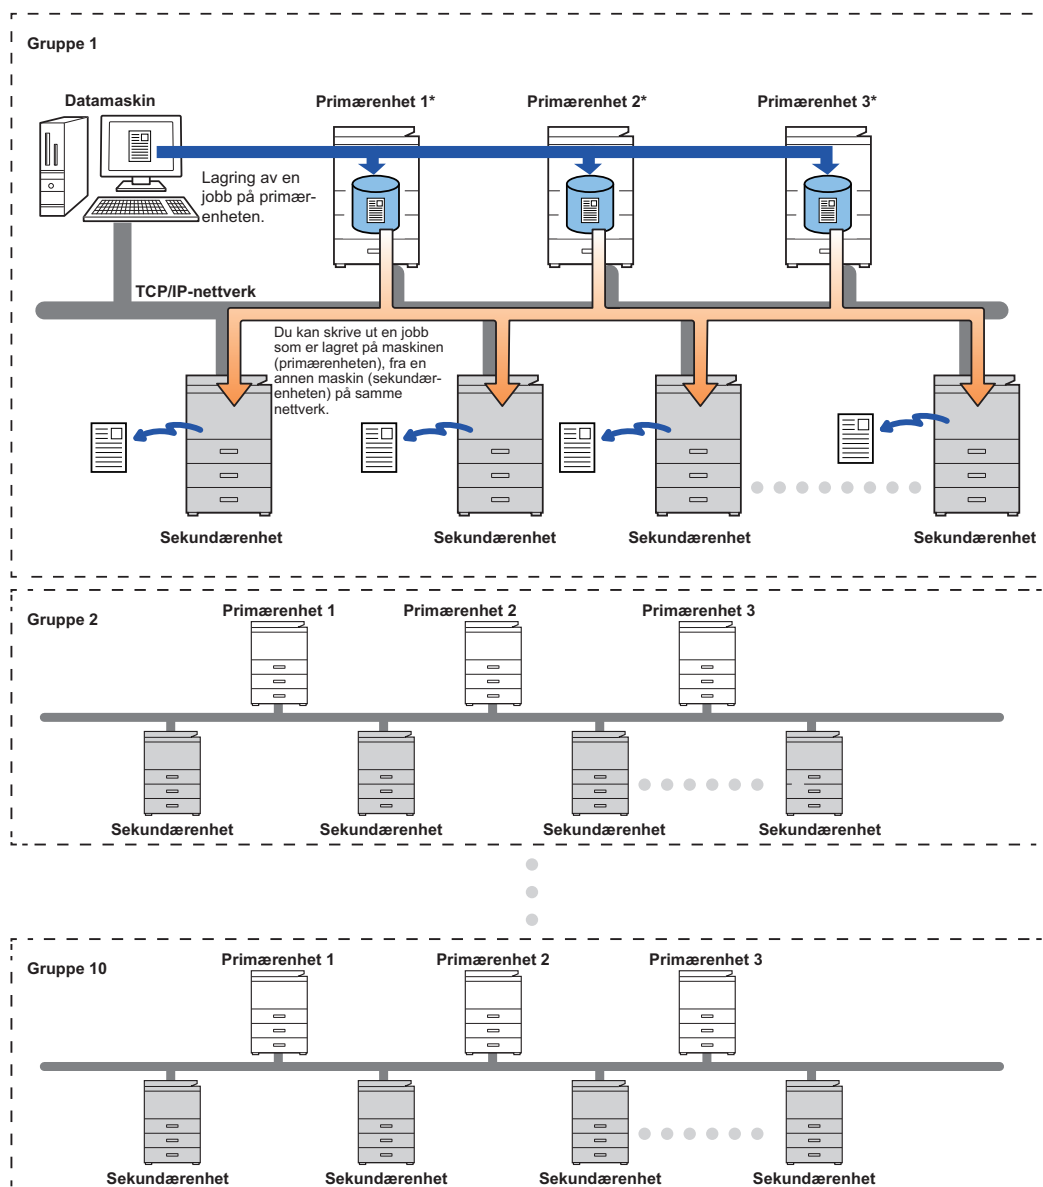 Gruppe 1
Datamaskin
Primærenhet 1*
Primærenhet 2*
Primærenhet 3*
Lagring av en
jobb på primær-
enheten.
TCP/IP-nettverk
Du kan skrive ut en jobb
som er lagret på maskinen
(primærenheten), fra en
annen maskin (sekundær-
enheten) på samme
nettverk.
Sekundærenhet
Sekundærenhet
Sekundærenhet
Sekundærenhet
Gruppe 2
Primærenhet 1
Primærenhet 2
Primærenhet 3
Sekundærenhet
Sekundærenhet
Sekundærenhet
Sekundærenhet
Gruppe 10
Primærenhet 1
Primærenhet 2
Primærenhet 3
Sekundærenhet
Sekundærenhet
Sekundærenhet
Sekundærenhet